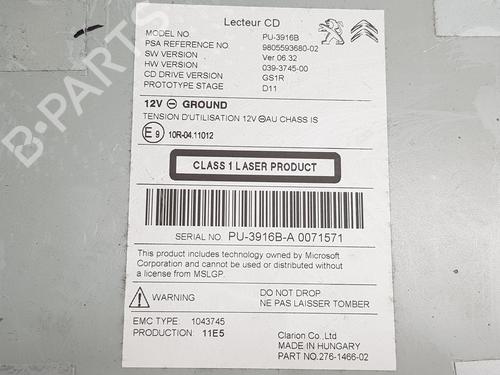 Lecteur CD
MODEL NO. PU-3916B
PSA REFERENCE NO. 9805593680-02
SW VERSION Ver 06.32
HW VERSION 039-3745-00
CD DRIVE VERSION GS1R
PROTOTYPE STAGE D11
12V ⊖ GROUND
TENSION D'UTILISATION 12V ⊖AU CHASS IS
E9 10R-04.11012
CLASS 1 LASER PRODUCT
SERIAL NO. PU-3916B-A 0071571
This product includes technology owned by Microsoft
Corporation and cannot be used or distributed without
a license from MSLGP.
WARNING
DO NOT DROP
NE PAS LAISSER TOMBER
EMC TYPE: 1043745
PRODUCTION: 11E5
Clarion Co.,Ltd
MADE IN HUNGARY
PART NO.276-1466-02
B-PARTS